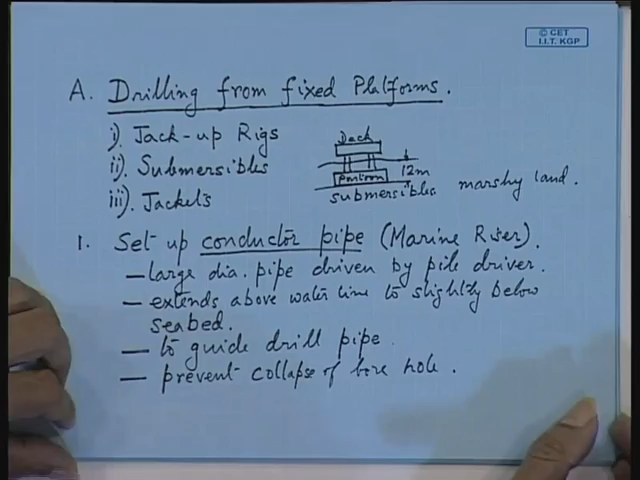 © CET
I.I.T. KGP
A. Drilling from fixed Platforms.
i). Jack-up Rigs
ii). Submersibles
iii). Jackets
Deck
12m
Pontoon
submersibles
marshy land.
1. Set up conductor pipe (Marine Riser).
— large dia. pipe driven by pile driver.
— extends above water line to slightly below
seabed.
— to guide drill pipe.
— prevent collapse of bore hole.